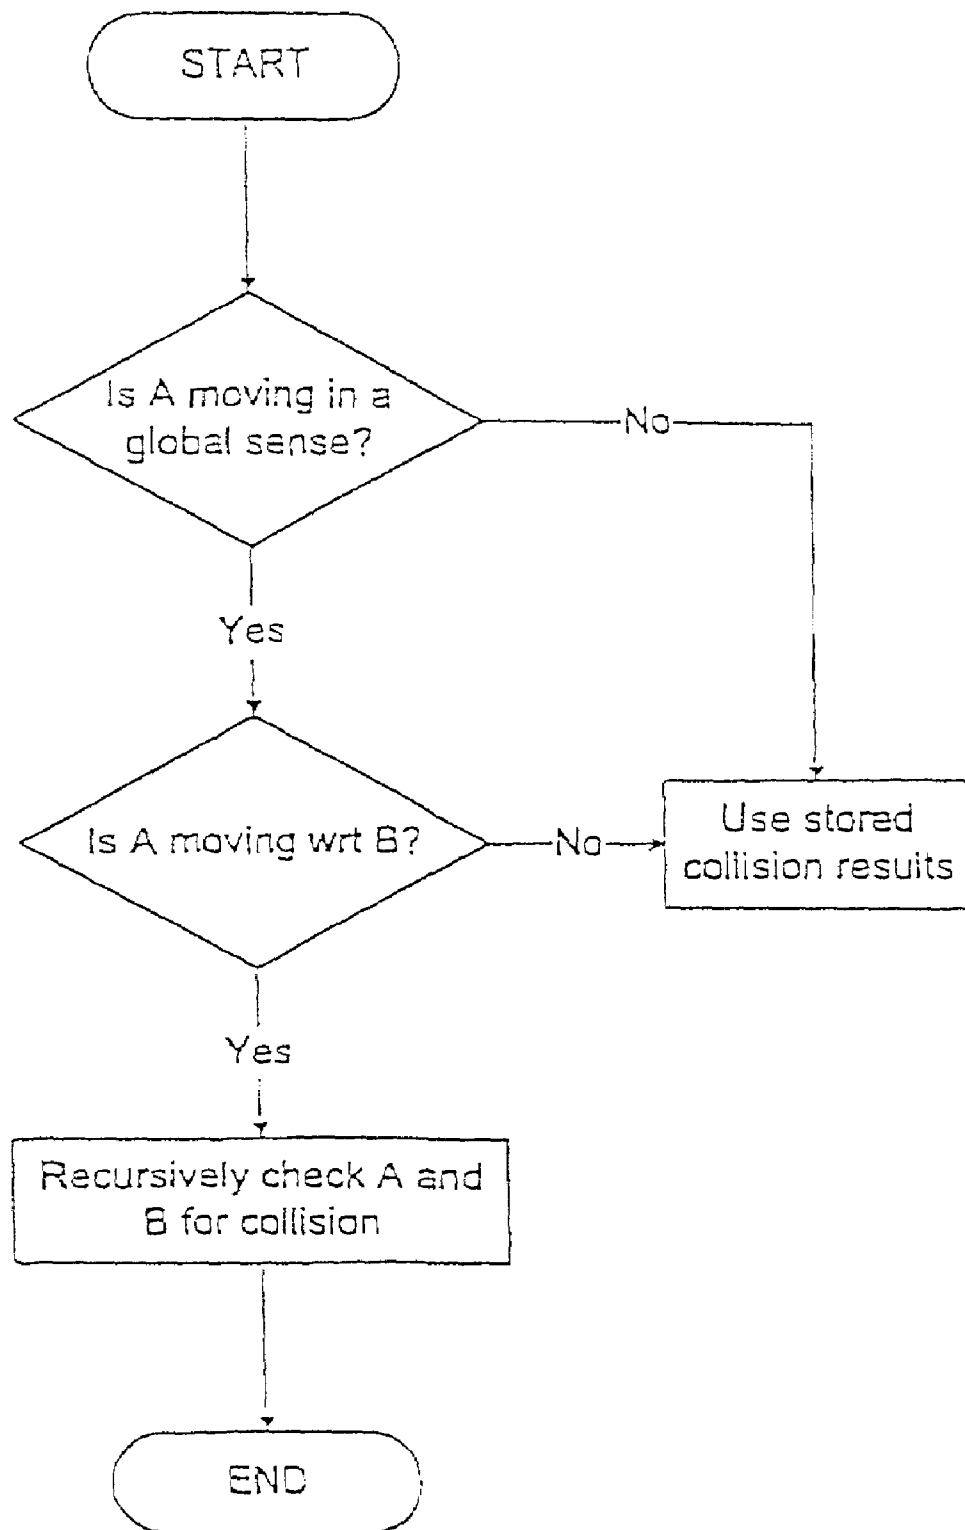 START
Is A moving in a
global sense?
No
Yes
Is A moving wrt B?
No
Use stored
collision results
Yes
Recursively check A and
B for collision
END